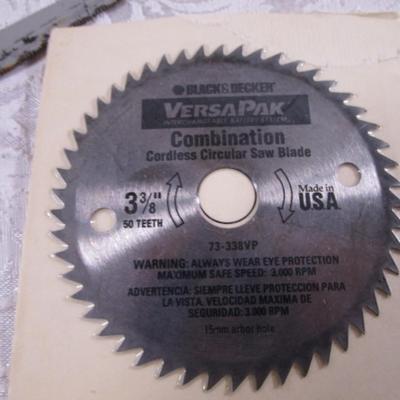 BLACK & DECKER
VERSAPAK
INTERCHANGEABLE BATTERY SYSTEM
Combination
Cordless Circular Saw Blade
3 3/8"
50 TEETH
Made in
U.S.A.
73-338VP
WARNING: ALWAYS WEAR EYE PROTECTION
MAXIMUM SAFE SPEED: 3,000 RPM
ADVERTENCIA: SIEMPRE LLEVE PROTECCION PARA
LA VISTA. VELOCIDAD MAXIMA DE
SEGURIDAD: 3.000 RPM
15mm arbor hole